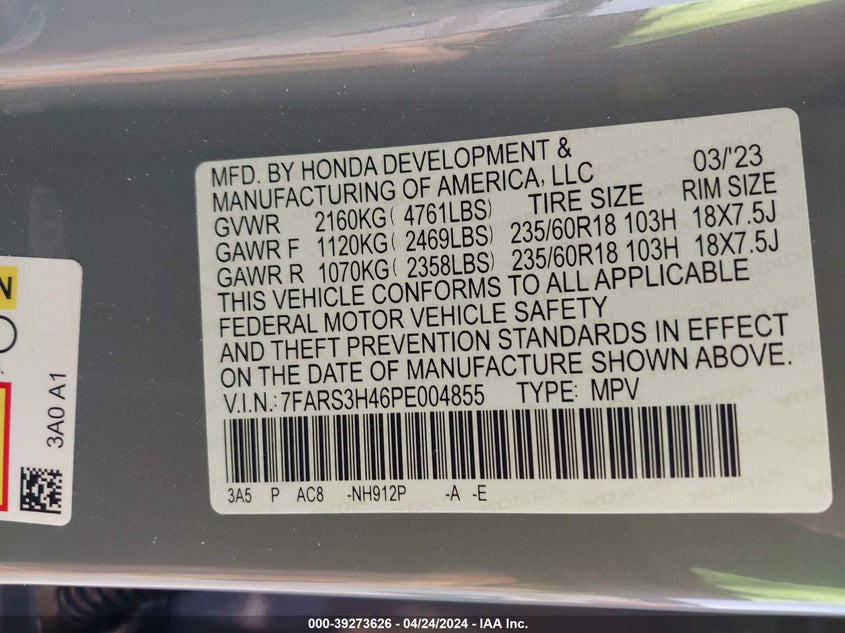 MFD. BY HONDA DEVELOPMENT & 03/'23
MANUFACTURING OF AMERICA, LLC TIRE SIZE RIM SIZE
GVWR 2160KG( 4761LBS)
GAWR F 1120KG( 2469LBS) 235/60R18 103H 18X7.5J
GAWR R 1070KG( 2358LBS) 235/60R18 103H 18X7.5J
THIS VEHICLE CONFORMS TO ALL APPLICABLE
FEDERAL MOTOR VEHICLE SAFETY
AND THEFT PREVENTION STANDARDS IN EFFECT
ON THE DATE OF MANUFACTURE SHOWN ABOVE.
V.I.N.:7FARS3H46PE004855 TYPE: MPV
3A5 P AC8 -NH912P -A -E
3A0 A1
000-39273626 - 04/24/2024 - IAA Inc.